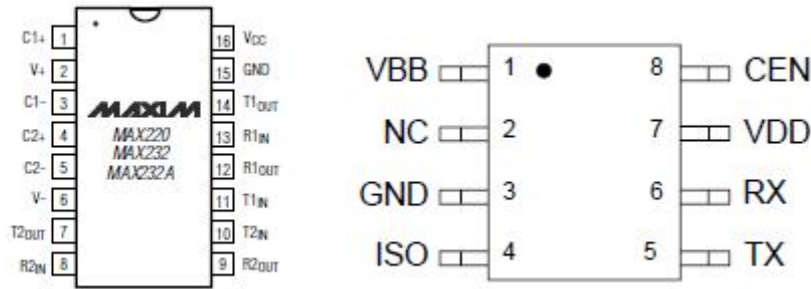 C1+ 1 16 VCC
V+ 2 15 GND
C1- 3 14 T1OUT
C2+ 4 13 R1IN
C2- 5 12 R1OUT
V- 6 11 T1IN
T2OUT 7 10 T2IN
R2IN 8 9 R2OUT
MAXIM
MAX220
MAX232
MAX232A
VBB 1 8 CEN
NC 2 7 VDD
GND 3 6 RX
ISO 4 5 TX